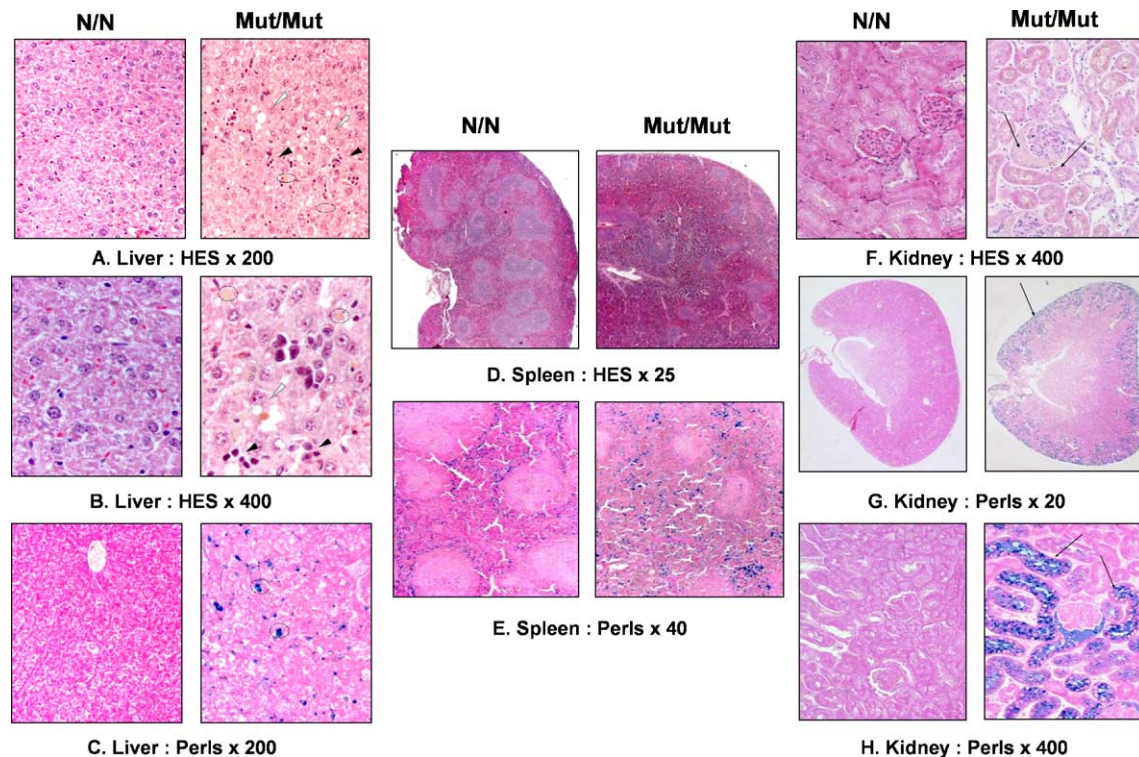 N/N
Mut/Mut
A. Liver : HES x 200
B. Liver : HES x 400
C. Liver : Perls x 200
N/N
Mut/Mut
D. Spleen : HES x 25
E. Spleen : Perls x 40
N/N
Mut/Mut
F. Kidney : HES x 400
G. Kidney : Perls x 20
H. Kidney : Perls x 400